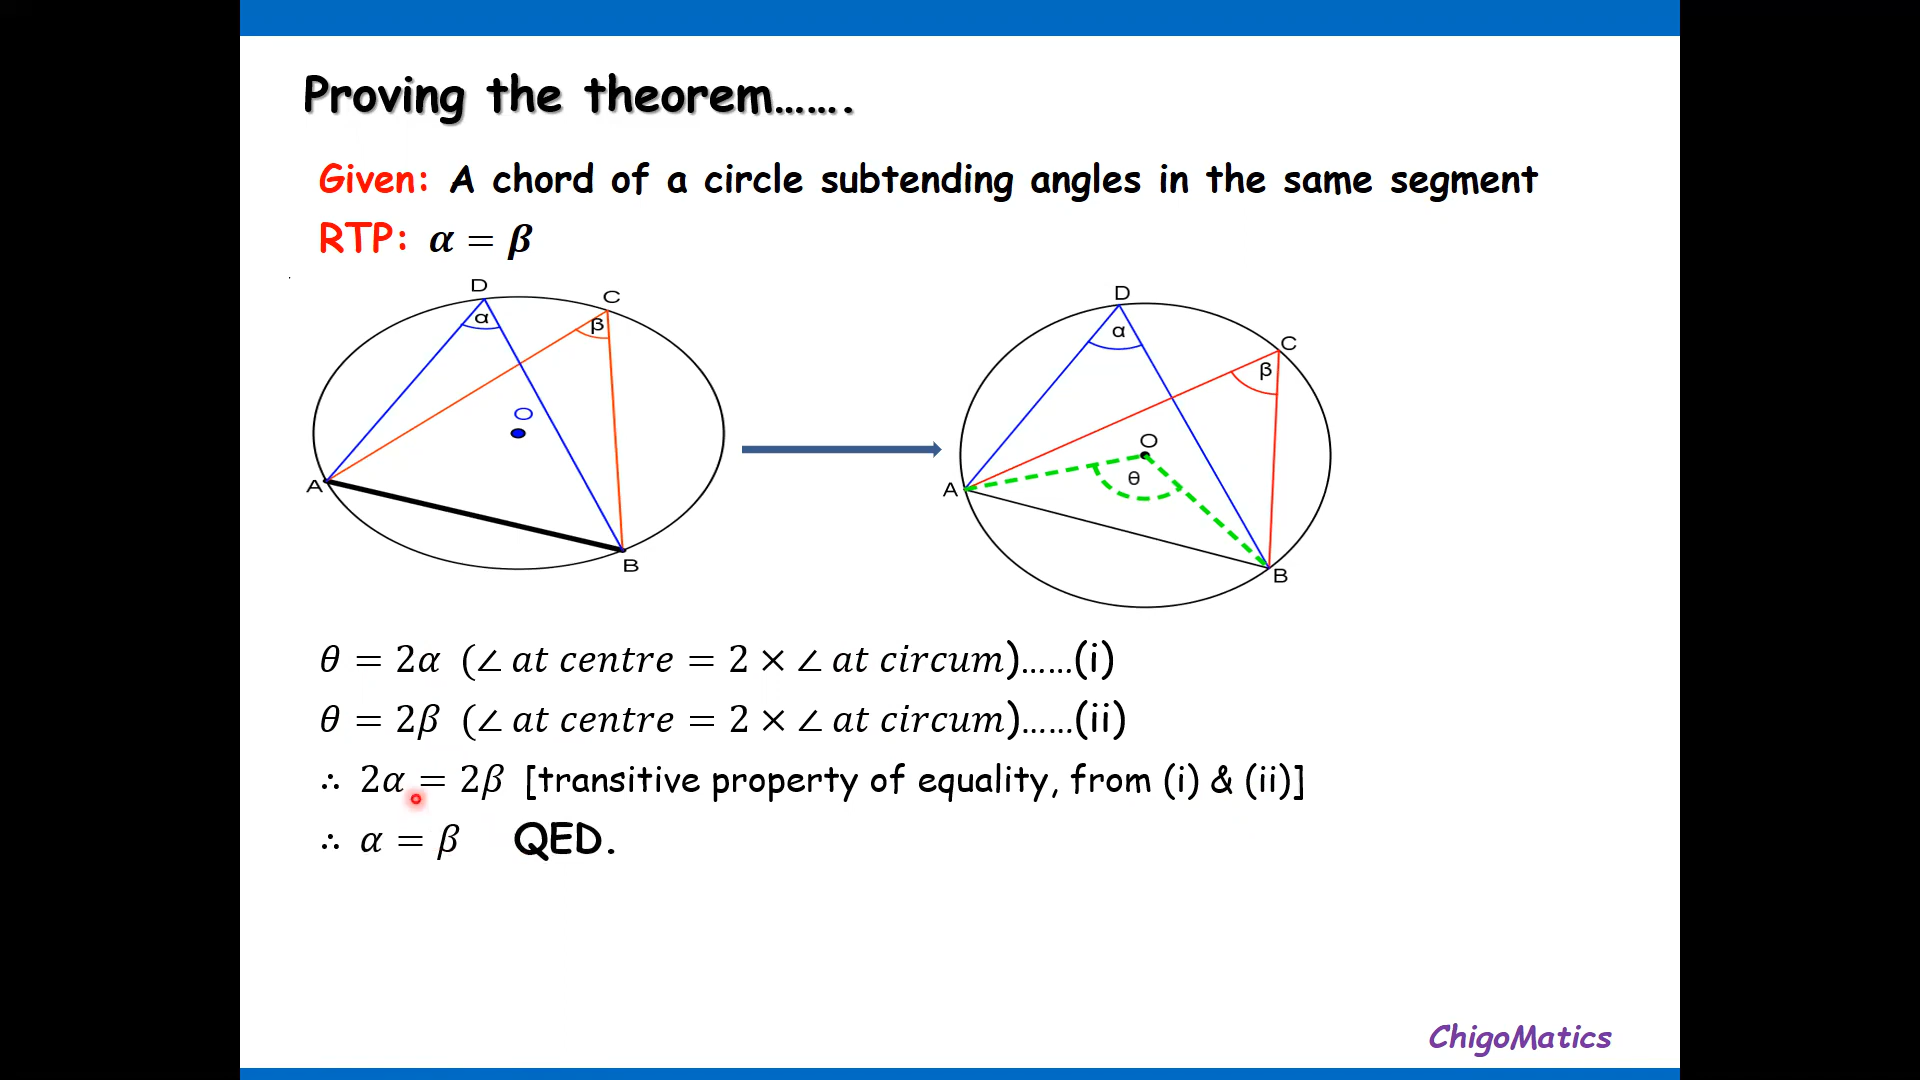 Proving the theorem…….
Given: A chord of a circle subtending angles in the same segment
RTP: α = β
D
C
α
β
O
A
B
D
C
α
β
O
θ
A
B
θ = 2α (∠ at centre = 2 × ∠ at circum)……(i)
θ = 2β (∠ at centre = 2 × ∠ at circum)……(ii)
∴ 2α = 2β [transitive property of equality, from (i) & (ii)]
∴ α = β QED.
ChigoMatics